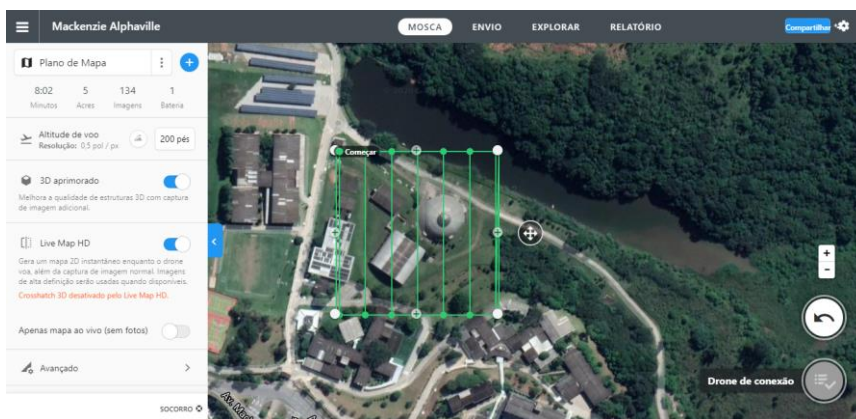 Mackenzie Alphaville
MOSCA
ENVIO
EXPLORAR
RELATÓRIO
Compartilhar
Plano de Mapa
8:02
5
134
1
Minutos
Acres
Imagens
Bateria
Altitude de voo
Resolução: 0,5 pol / px
200 pés
3D aprimorado
Melhora a qualidade de estruturas 3D com captura
de imagem adicional.
Live Map HD
Gera um mapa 2D instantâneo enquanto o drone
voa, além da captura de imagem normal. Imagens
de alta definição serão usadas quando disponíveis.
Crosshatch 3D desativado pelo Live Map HD.
Apenas mapa ao vivo (sem fotos)
Avançado
SOCORRO
Começar
Drone de conexão